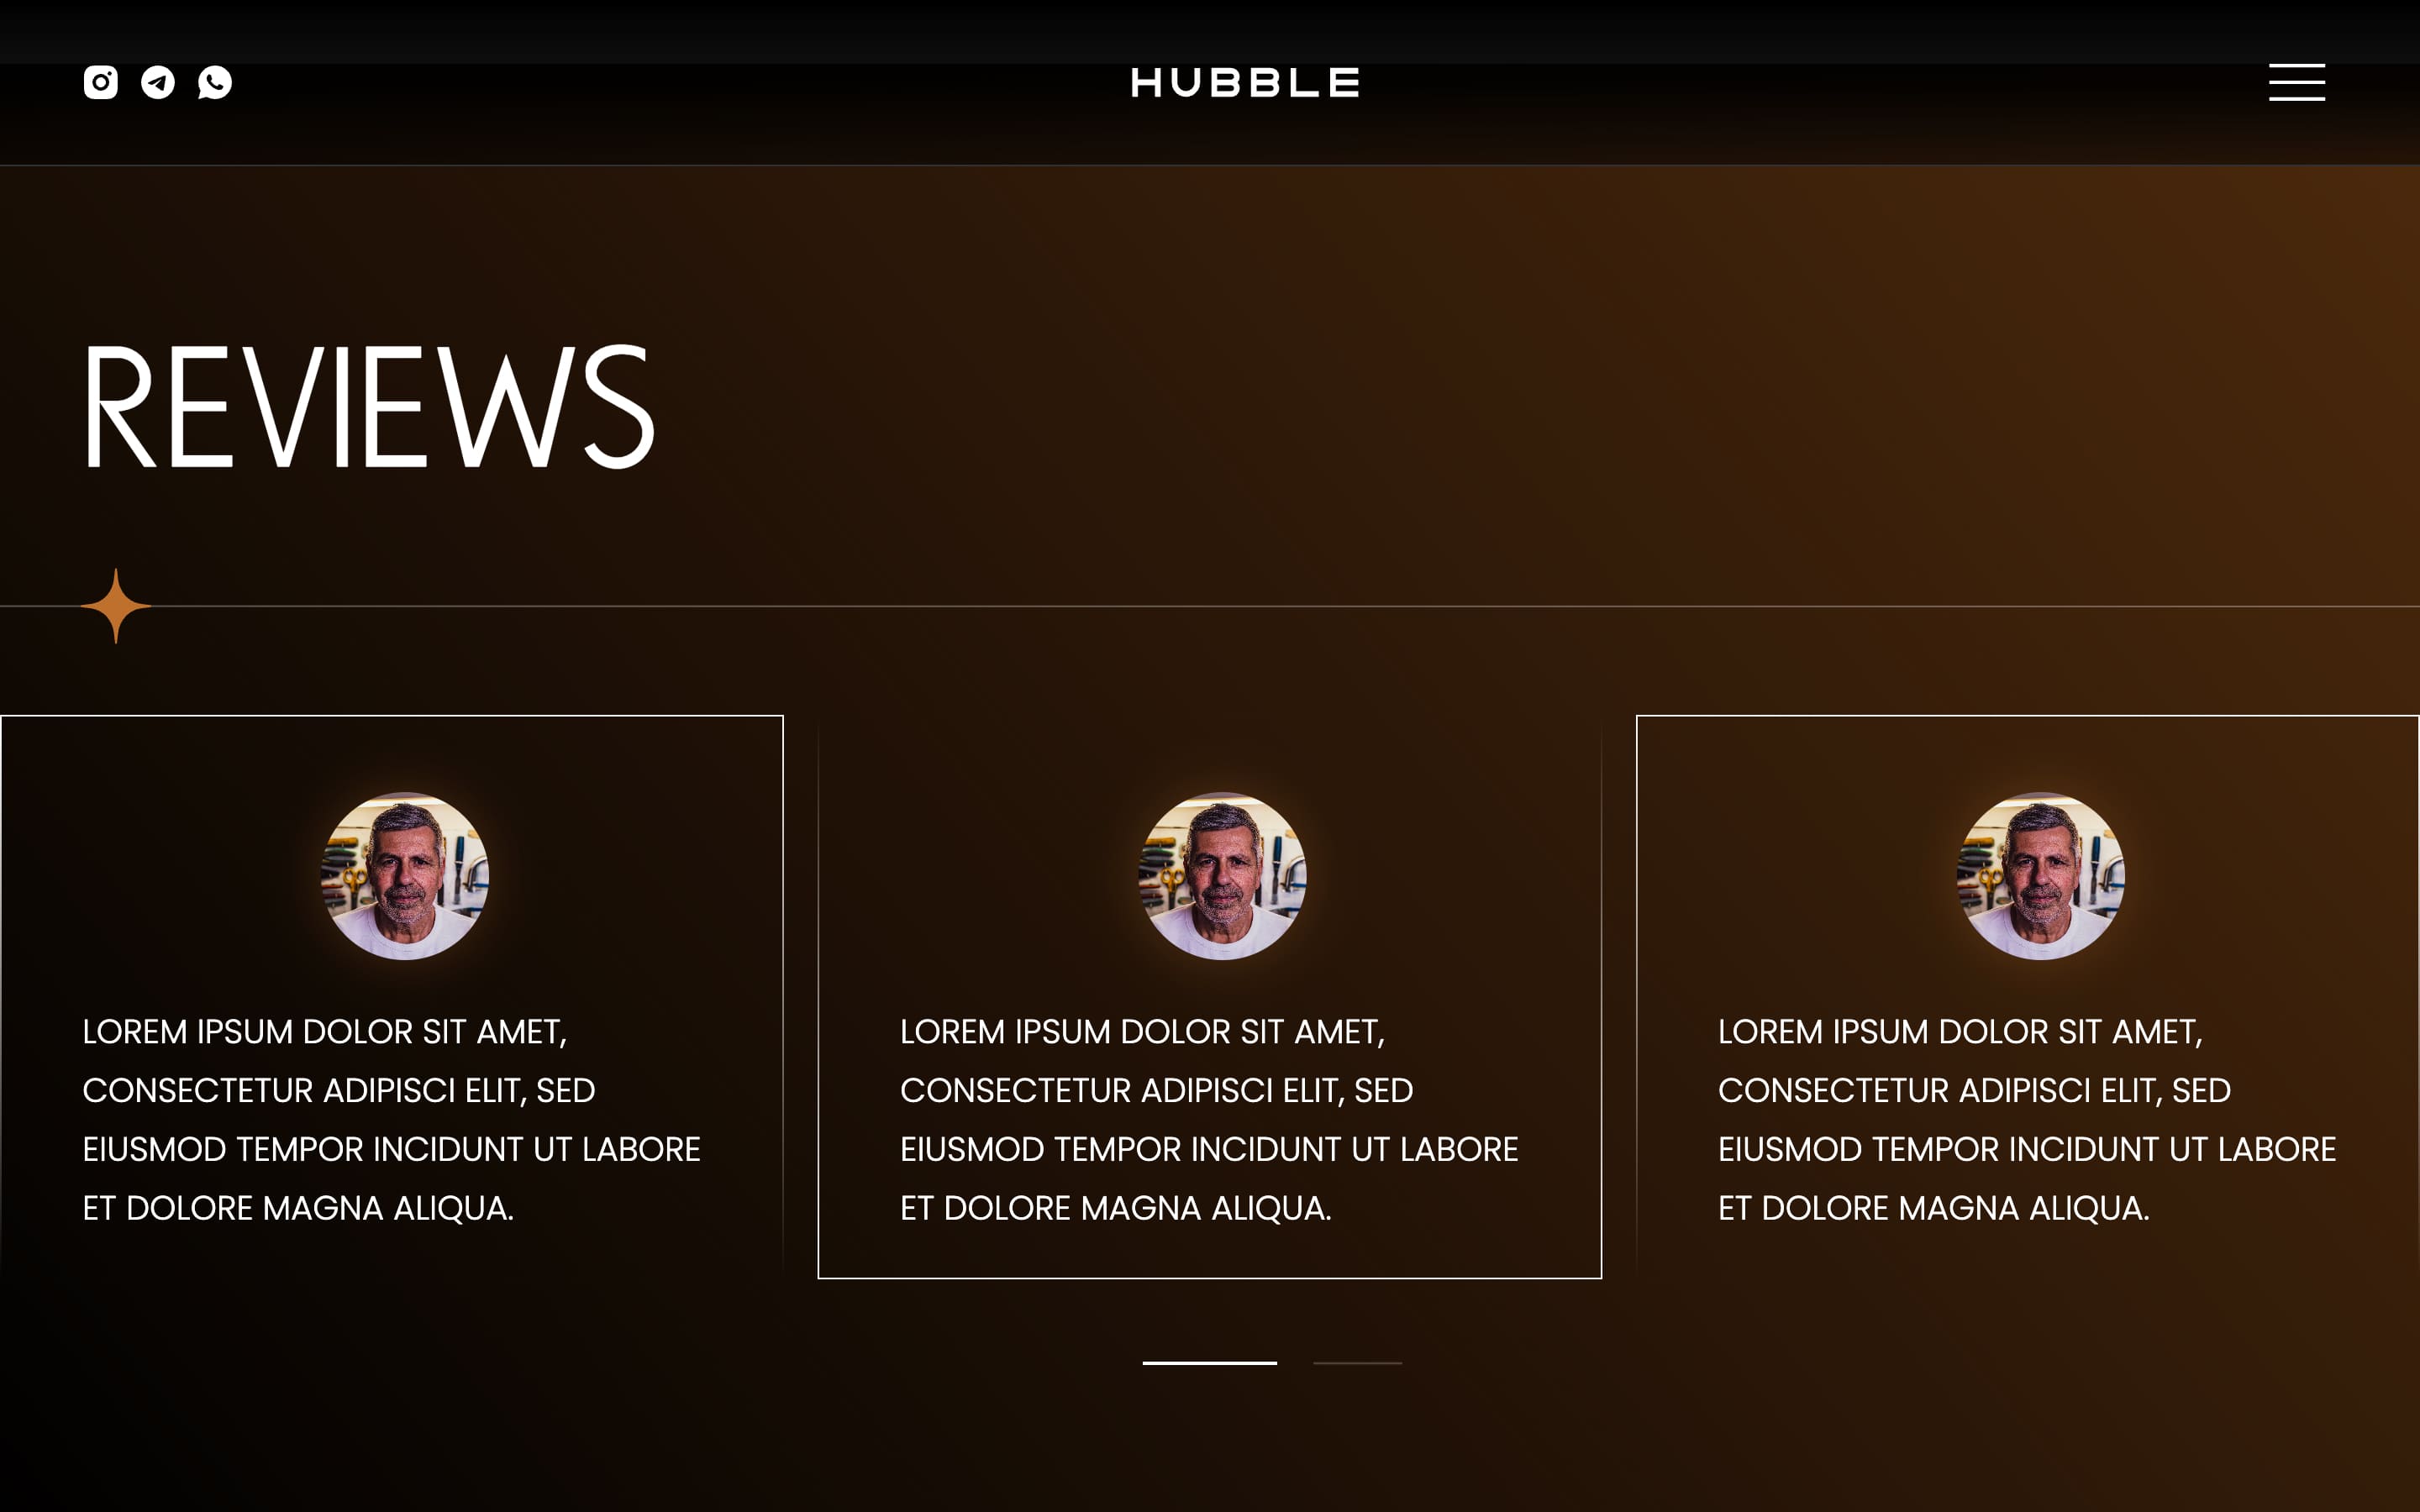 HUBBLE
REVIEWS
LOREM IPSUM DOLOR SIT AMET,
CONSECTETUR ADIPISCI ELIT, SED
EIUSMOD TEMPOR INCIDUNT UT LABORE
ET DOLORE MAGNA ALIQUA.
LOREM IPSUM DOLOR SIT AMET,
CONSECTETUR ADIPISCI ELIT, SED
EIUSMOD TEMPOR INCIDUNT UT LABORE
ET DOLORE MAGNA ALIQUA.
LOREM IPSUM DOLOR SIT AMET,
CONSECTETUR ADIPISCI ELIT, SED
EIUSMOD TEMPOR INCIDUNT UT LABORE
ET DOLORE MAGNA ALIQUA.